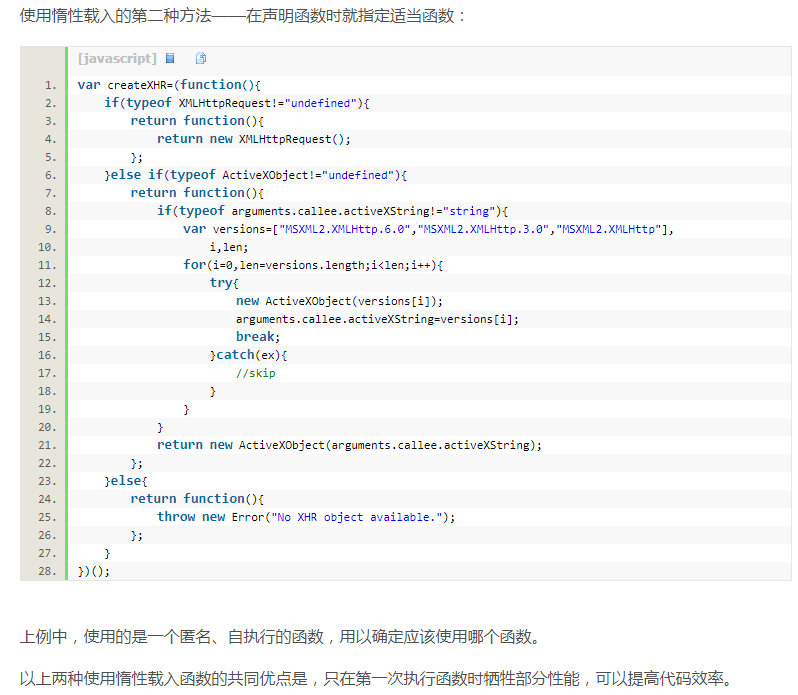 使用惰性载入的第二种方法——在声明函数时就指定适当函数：
[javascript]
1. var createXHR=(function(){
2.     if(typeof XMLHttpRequest!="undefined"){
3.         return function(){
4.             return new XMLHttpRequest();
5.         };
6.     }else if(typeof ActiveXObject!="undefined"){
7.         return function(){
8.             if(typeof arguments.callee.activeXString!="string"){
9.                 var versions=["MSXML2.XMLHttp.6.0","MSXML2.XMLHttp.3.0","MSXML2.XMLHttp"],
10.                     i,len;
11.                 for(i=0,len=versions.length;i<len;i++){
12.                     try{
13.                         new ActiveXObject(versions[i]);
14.                         arguments.callee.activeXString=versions[i];
15.                         break;
16.                     }catch(ex){
17.                         //skip
18.                     }
19.                 }
20.             }
21.             return new ActiveXObject(arguments.callee.activeXString);
22.         };
23.     }else{
24.         return function(){
25.             throw new Error("No XHR object available.");
26.         };
27.     }
28. })();
上例中，使用的是一个匿名、自执行的函数，用以确定应该使用哪个函数。
以上两种使用惰性载入函数的共同优点是，只在第一次执行函数时牺牲部分性能，可以提高代码效率。